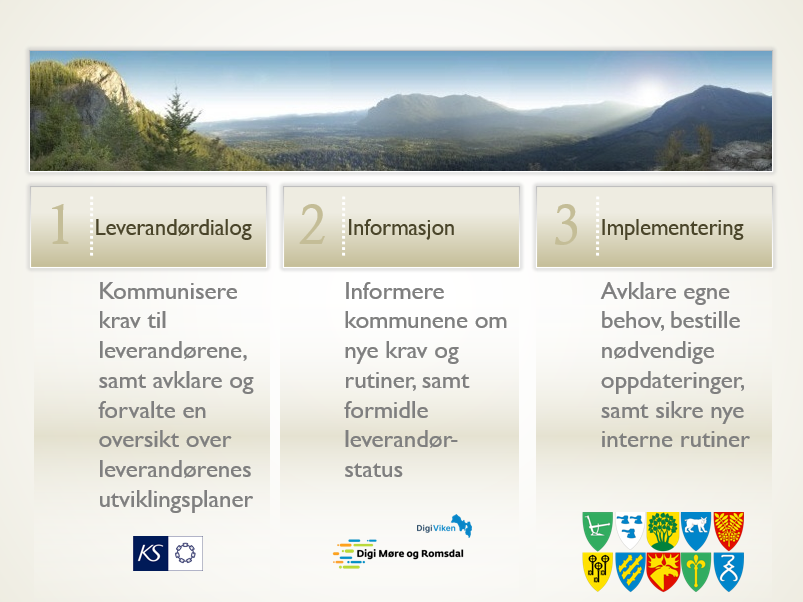 1 Leverandørdialog
Kommunisere
krav til
leverandørene,
samt avklare og
forvalte en
oversikt over
leverandørenes
utviklingsplaner
KS
2 Informasjon
Informere
kommunene om
nye krav og
rutiner, samt
formidle
leverandør-
status
DigiViken
Digi Møre og Romsdal
3 Implementering
Avklare egne
behov, bestille
nødvendige
oppdateringer,
samt sikre nye
interne rutiner